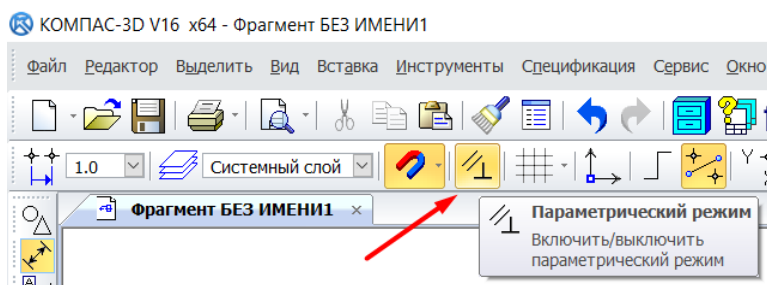 КОМПАС-3D V16 x64 - Фрагмент БЕЗ ИМЕНИ1
Файл Редактор Выделить Вид Вставка Инструменты Спецификация Сервис Окно
1.0 Системный слой
Фрагмент БЕЗ ИМЕНИ1
Параметрический режим
Включить/выключить
параметрический режим